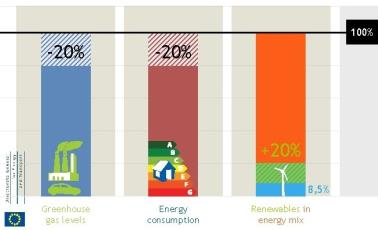 100%
-20%
-20%
+20%
8,5%
A
B
C
E
F
G
Greenhouse
gas levels
Energy
consumption
Renewables in
energy mix